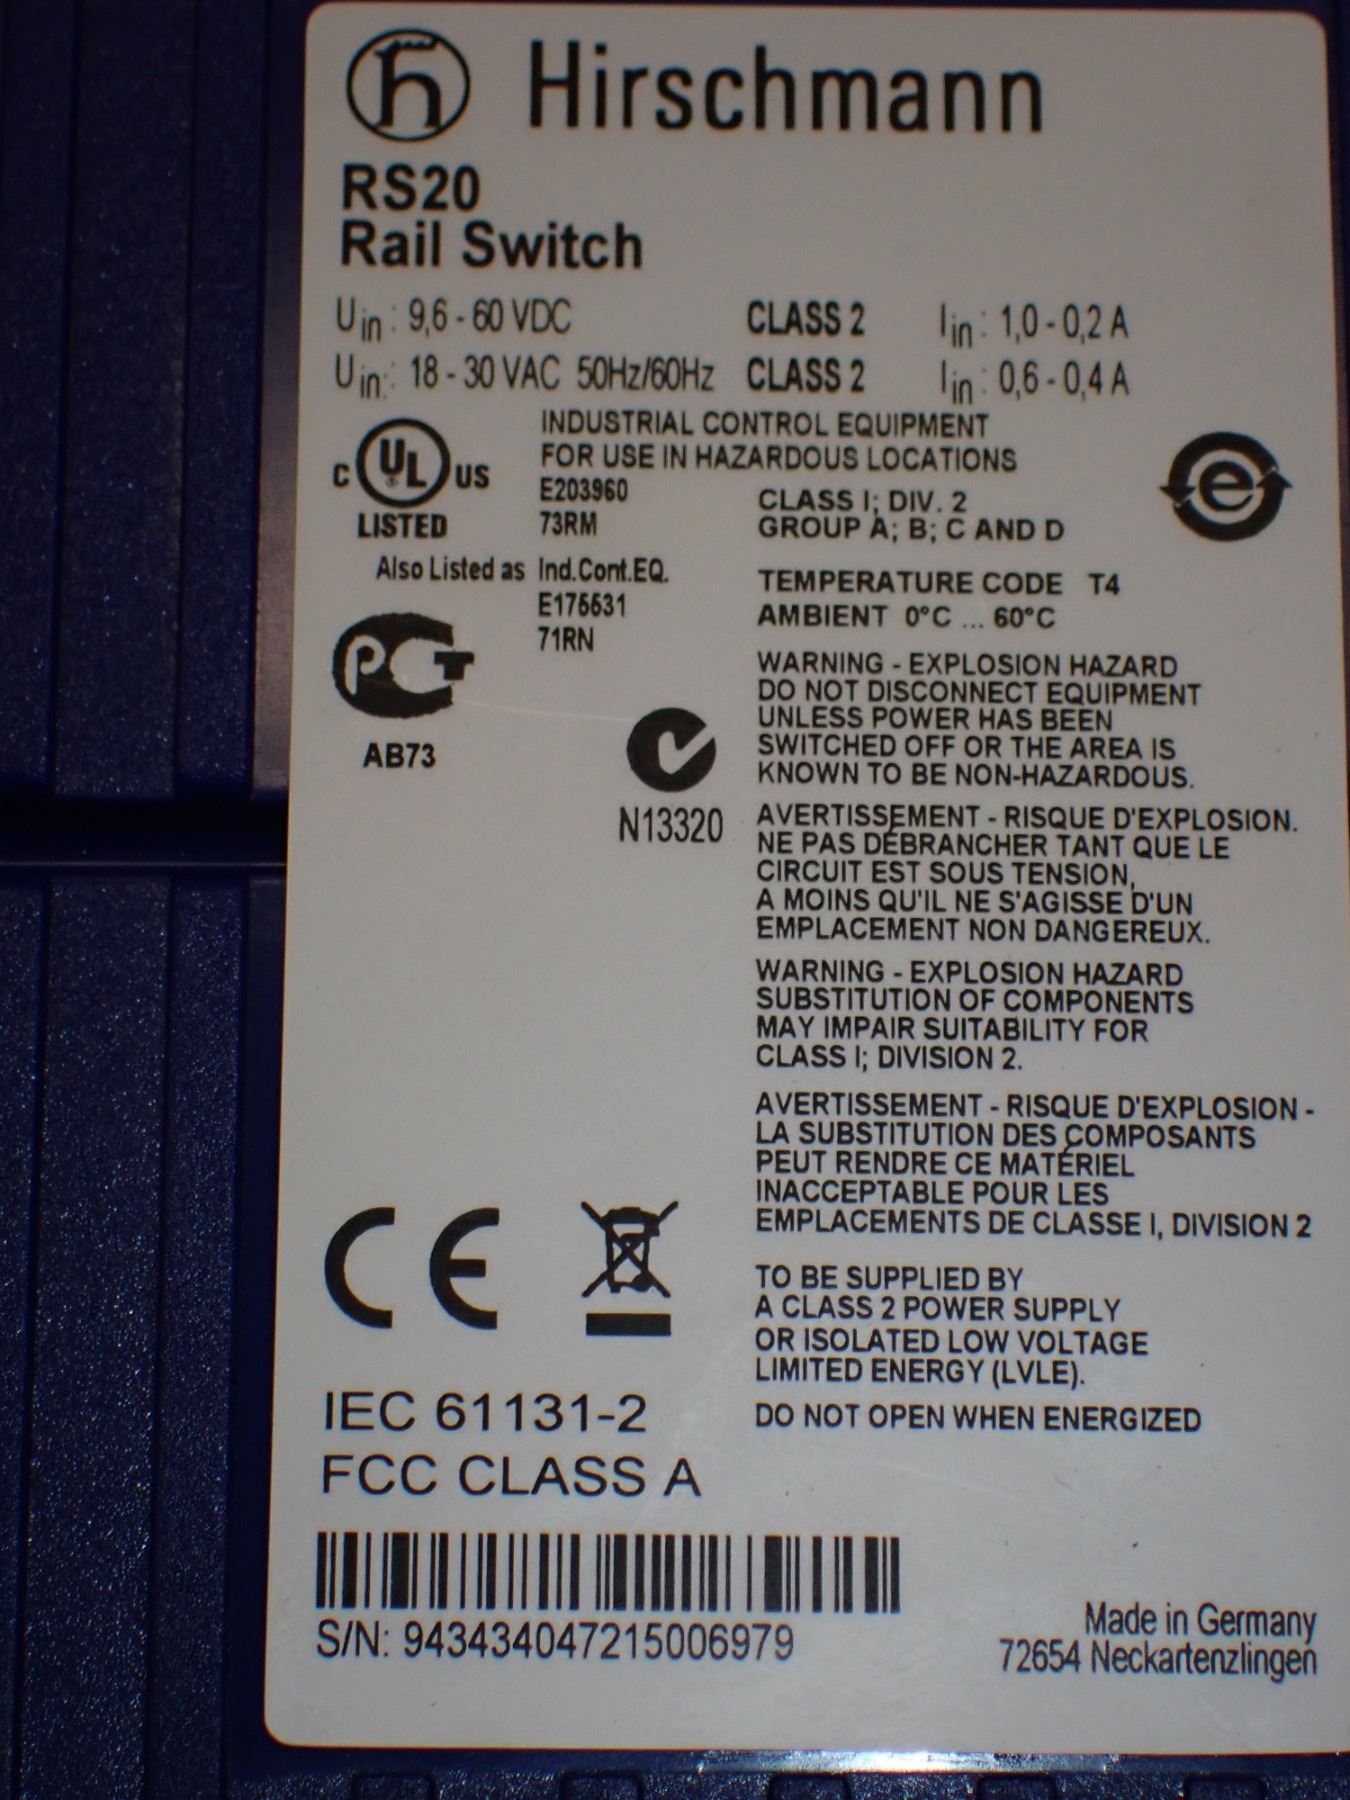 Hirschmann
RS20
Rail Switch
Uin: 9,6 - 60 VDC CLASS 2 Iin: 1,0 - 0,2 A
Uin: 18 - 30 VAC 50Hz/60Hz CLASS 2 Iin: 0,6 - 0,4 A
INDUSTRIAL CONTROL EQUIPMENT
FOR USE IN HAZARDOUS LOCATIONS
C UL US
LISTED
E203960
73RM
CLASS I; DIV. 2
GROUP A; B; C AND D
e
Also Listed as Ind.Cont.EQ.
E175531
71RN
TEMPERATURE CODE T4
AMBIENT 0°C ... 60°C
PCT
AB73
N13320
WARNING - EXPLOSION HAZARD
DO NOT DISCONNECT EQUIPMENT
UNLESS POWER HAS BEEN
SWITCHED OFF OR THE AREA IS
KNOWN TO BE NON-HAZARDOUS.
AVERTISSEMENT - RISQUE D'EXPLOSION.
NE PAS DÉBRANCHER TANT QUE LE
CIRCUIT EST SOUS TENSION,
A MOINS QU'IL NE S'AGISSE D'UN
EMPLACEMENT NON DANGEREUX.
WARNING - EXPLOSION HAZARD
SUBSTITUTION OF COMPONENTS
MAY IMPAIR SUITABILITY FOR
CLASS I; DIVISION 2.
AVERTISSEMENT - RISQUE D'EXPLOSION -
LA SUBSTITUTION DES COMPOSANTS
PEUT RENDRE CE MATÉRIEL
INACCEPTABLE POUR LES
EMPLACEMENTS DE CLASSE I, DIVISION 2
TO BE SUPPLIED BY
A CLASS 2 POWER SUPPLY
OR ISOLATED LOW VOLTAGE
LIMITED ENERGY (LVLE).
DO NOT OPEN WHEN ENERGIZED
CE
IEC 61131-2
FCC CLASS A
S/N: 943434047215006979
Made in Germany
72654 Neckartenzlingen